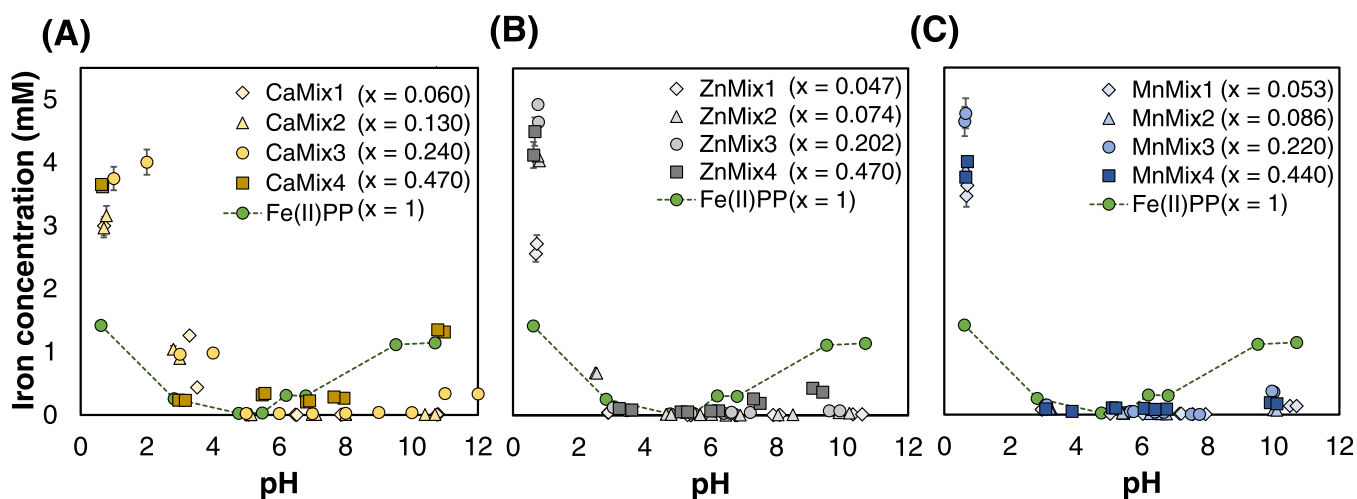 (A)
Iron concentration (mM)
5
4
3
2
1
0
CaMix1 (x = 0.060)
CaMix2 (x = 0.130)
CaMix3 (x = 0.240)
CaMix4 (x = 0.470)
Fe(II)PP (x = 1)
0 2 4 6 8 10 12
pH
(B)
ZnMix1 (x = 0.047)
ZnMix2 (x = 0.074)
ZnMix3 (x = 0.202)
ZnMix4 (x = 0.470)
Fe(II)PP (x = 1)
0 2 4 6 8 10 12
pH
(C)
MnMix1 (x = 0.053)
MnMix2 (x = 0.086)
MnMix3 (x = 0.220)
MnMix4 (x = 0.440)
Fe(II)PP (x = 1)
0 2 4 6 8 10 12
pH